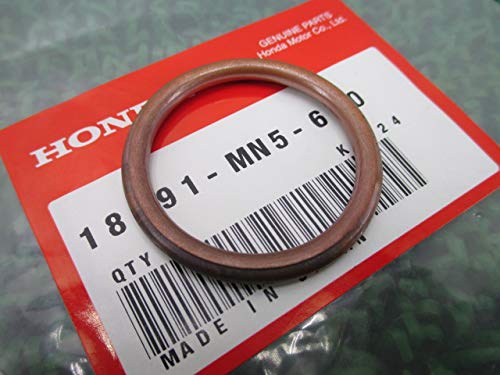 GENUINE PARTS
Honda Motor Co., Ltd.
HON
18 91-MN5-6 0
K 24
QTY
MADE IN